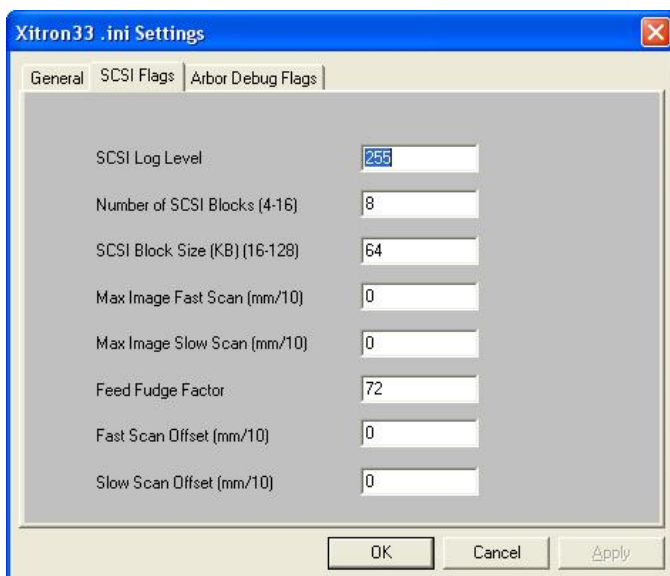 Xitron33 .ini Settings
General SCSI Flags Arbor Debug Flags
SCSI Log Level 255
Number of SCSI Blocks (4-16) 8
SCSI Block Size (KB) (16-128) 64
Max Image Fast Scan (mm/10) 0
Max Image Slow Scan (mm/10) 0
Feed Fudge Factor 72
Fast Scan Offset (mm/10) 0
Slow Scan Offset (mm/10) 0
OK Cancel Apply